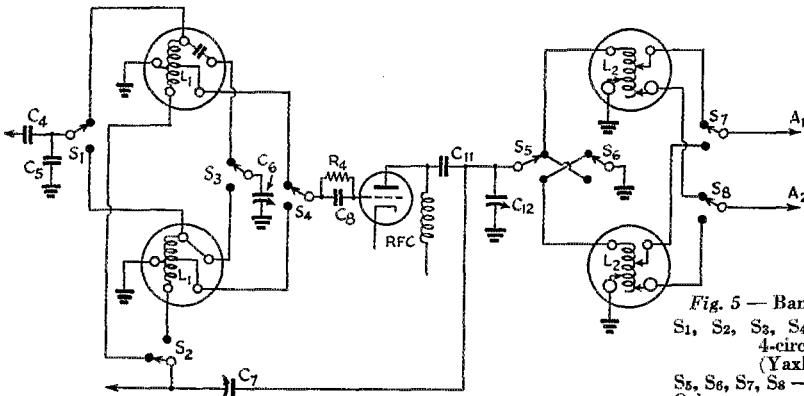 C4
C5
S1
L1
L1
S2
S3
C6
S4
R4
C8
C7
RFC
C11
C12
S5
S6
L2
L2
S7
S8
A1
A2
Fig. 5 — Ban
S1, S2, S3, S4
4-circ
(Yaxl
S5, S6, S7, S8 —